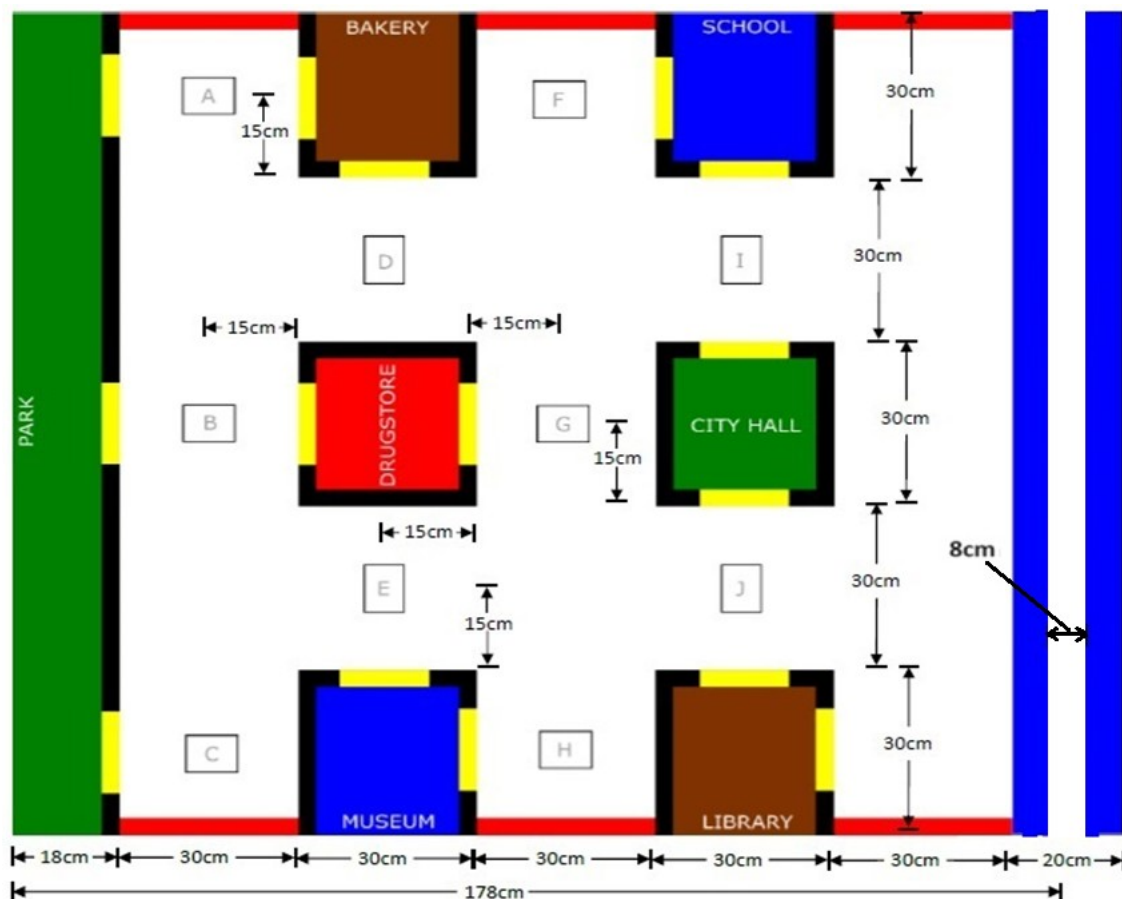 BAKERY
SCHOOL
A
F
30cm
15cm
D
I
30cm
15cm
15cm
PARK
B
DRUGSTORE
G
CITY HALL
30cm
15cm
15cm
8cm
E
J
30cm
15cm
C
H
30cm
MUSEUM
LIBRARY
18cm
30cm
30cm
30cm
30cm
30cm
20cm
178cm